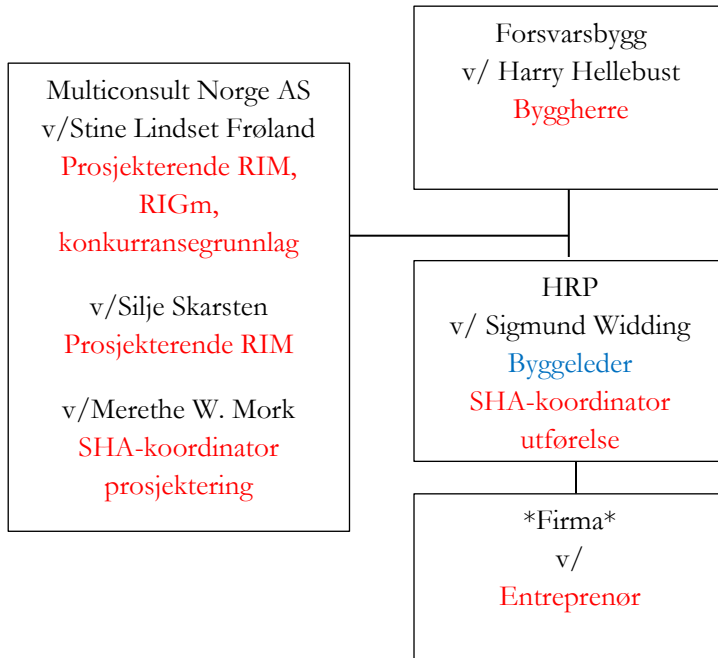 Forsvarsbygg
v/ Harry Hellebust
Byggherre
Multiconsult Norge AS
v/Stine Lindset Frøland
Prosjekterende RIM,
RIGm,
konkurransegrunnlag
v/Silje Skarsten
Prosjekterende RIM
v/Merethe W. Mork
SHA-koordinator
prosjektering
HRP
v/ Sigmund Widding
Byggeleder
SHA-koordinator
utførelse
*Firma*
v/
Entreprenør